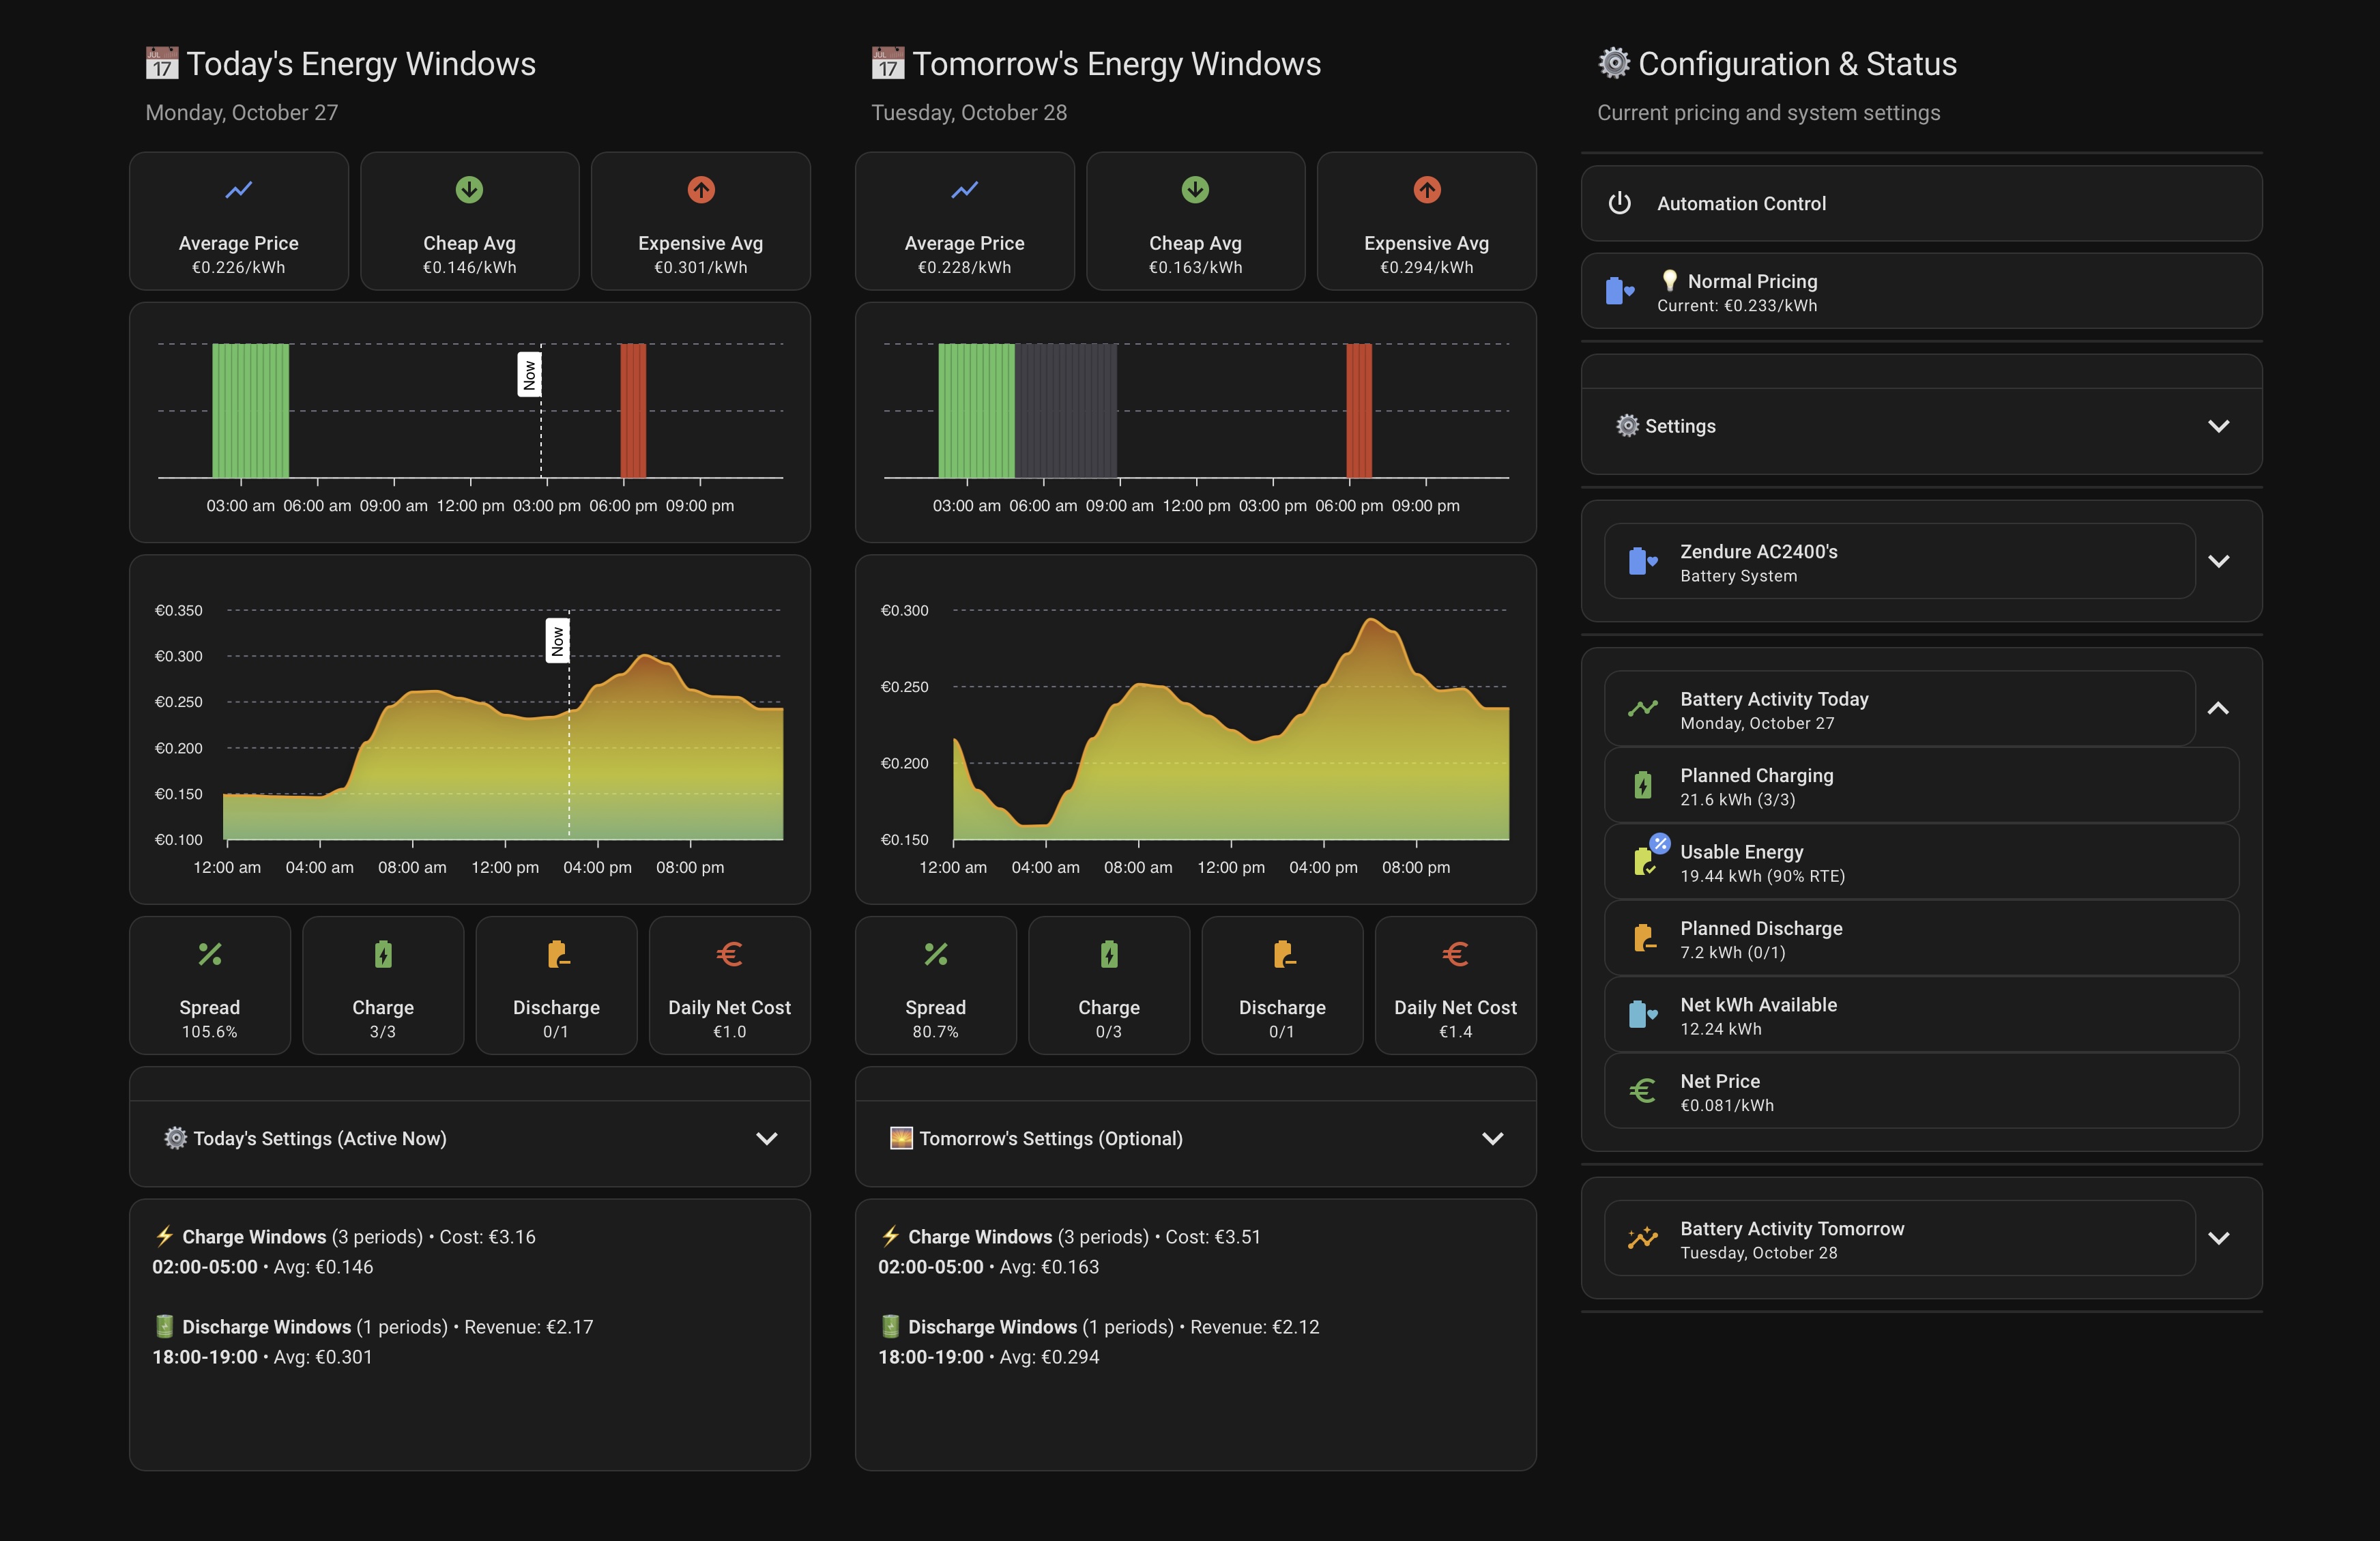 JUL
17
Today's Energy Windows
Monday, October 27
Average Price
€0.226/kWh
Cheap Avg
€0.146/kWh
Expensive Avg
€0.301/kWh
Now
03:00 am 06:00 am 09:00 am 12:00 pm 03:00 pm 06:00 pm 09:00 pm
€0.350
€0.300
€0.250
€0.200
€0.150
€0.100
Now
12:00 am 04:00 am 08:00 am 12:00 pm 04:00 pm 08:00 pm
Spread
105.6%
Charge
3/3
Discharge
0/1
Daily Net Cost
€1.0
Today's Settings (Active Now)
Charge Windows (3 periods) • Cost: €3.16
02:00-05:00 • Avg: €0.146
Discharge Windows (1 periods) • Revenue: €2.17
18:00-19:00 • Avg: €0.301
JUL
17
Tomorrow's Energy Windows
Tuesday, October 28
Average Price
€0.228/kWh
Cheap Avg
€0.163/kWh
Expensive Avg
€0.294/kWh
03:00 am 06:00 am 09:00 am 12:00 pm 03:00 pm 06:00 pm 09:00 pm
€0.300
€0.250
€0.200
€0.150
12:00 am 04:00 am 08:00 am 12:00 pm 04:00 pm 08:00 pm
Spread
80.7%
Charge
0/3
Discharge
0/1
Daily Net Cost
€1.4
Tomorrow's Settings (Optional)
Charge Windows (3 periods) • Cost: €3.51
02:00-05:00 • Avg: €0.163
Discharge Windows (1 periods) • Revenue: €2.12
18:00-19:00 • Avg: €0.294
Configuration & Status
Current pricing and system settings
Automation Control
Normal Pricing
Current: €0.233/kWh
Settings
Zendure AC2400's
Battery System
Battery Activity Today
Monday, October 27
Planned Charging
21.6 kWh (3/3)
Usable Energy
19.44 kWh (90% RTE)
Planned Discharge
7.2 kWh (0/1)
Net kWh Available
12.24 kWh
Net Price
€0.081/kWh
Battery Activity Tomorrow
Tuesday, October 28